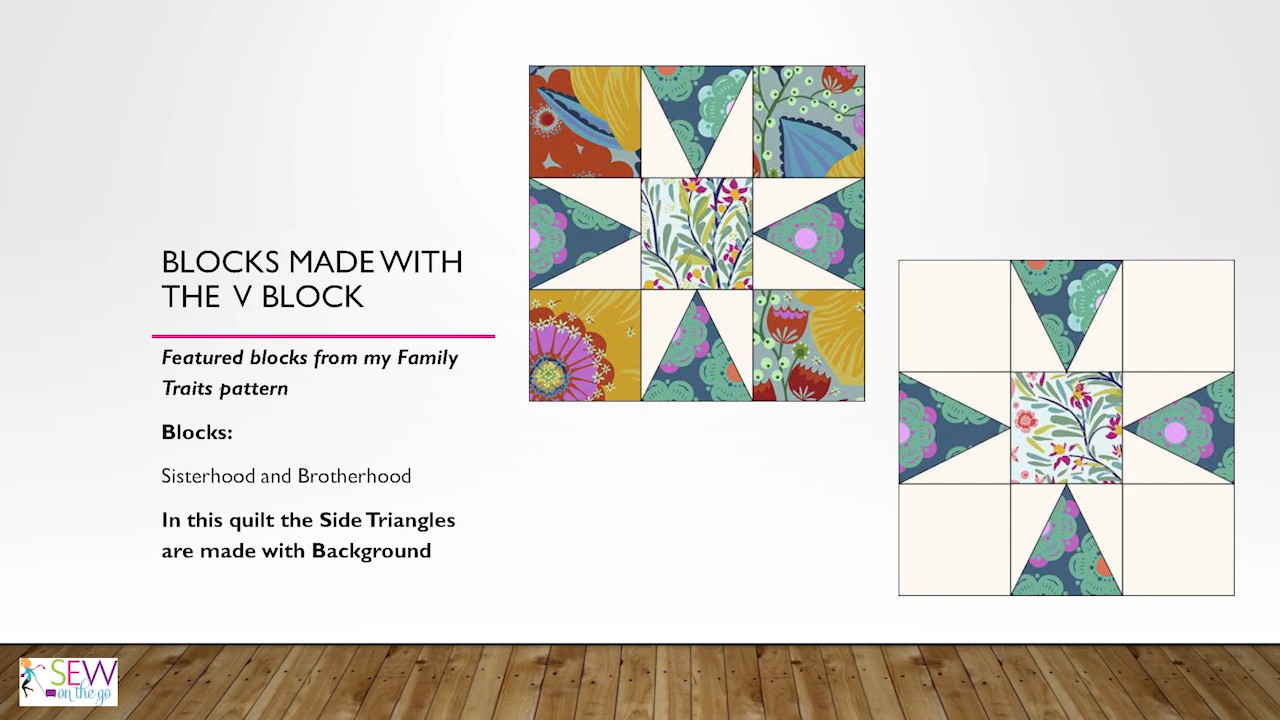 BLOCKS MADE WITH
THE V BLOCK
Featured blocks from my Family
Traits pattern
Blocks:
Sisterhood and Brotherhood
In this quilt the Side Triangles
are made with Background
SEW
on the go